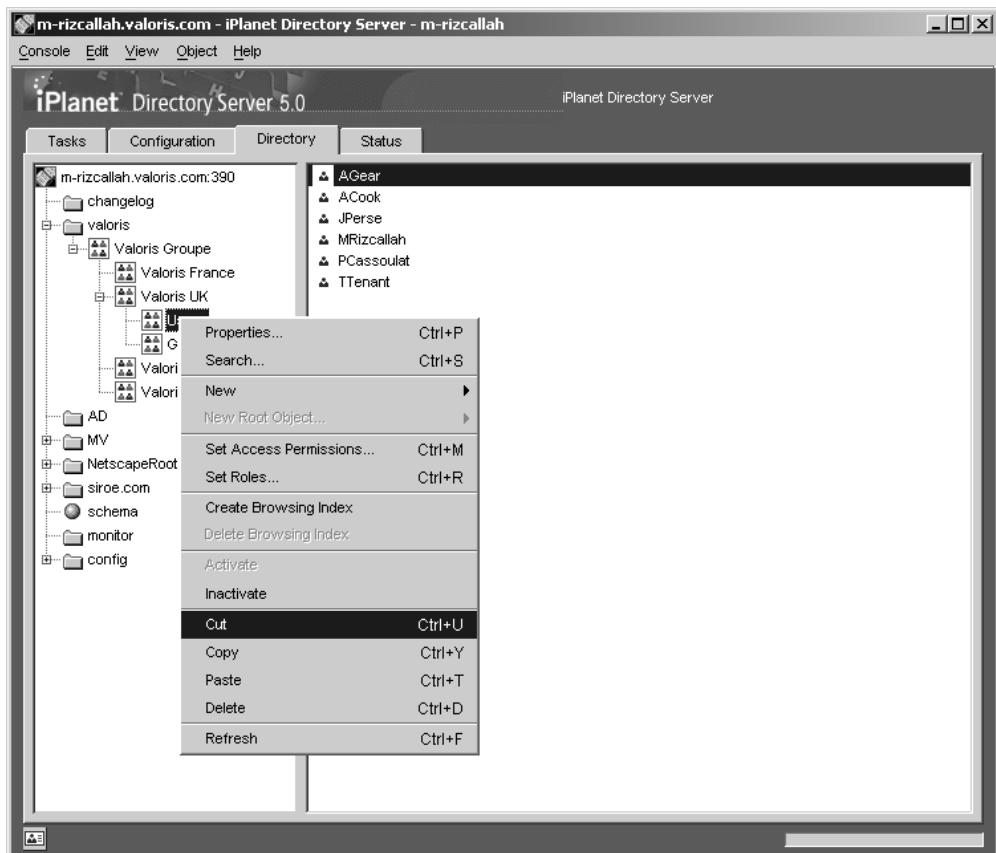 m-rizcallah.valoris.com - iPlanet Directory Server - m-rizcallah
Console Edit View Object Help
iPlanet Directory Server 5.0
iPlanet Directory Server
Tasks Configuration Directory Status
m-rizcallah.valoris.com:390
changelog
valoris
Valoris Groupe
Valoris France
Valoris UK
U
G
Valori
Valori
AD
MV
NetscapeRoot
siroe.com
schema
monitor
config
AGear
ACook
JPerse
MRizcallah
PCassoulat
TTenant
Properties... Ctrl+P
Search... Ctrl+S
New
New Root Object...
Set Access Permissions... Ctrl+M
Set Roles... Ctrl+R
Create Browsing Index
Delete Browsing Index
Activate
Inactivate
Cut Ctrl+U
Copy Ctrl+Y
Paste Ctrl+T
Delete Ctrl+D
Refresh Ctrl+F